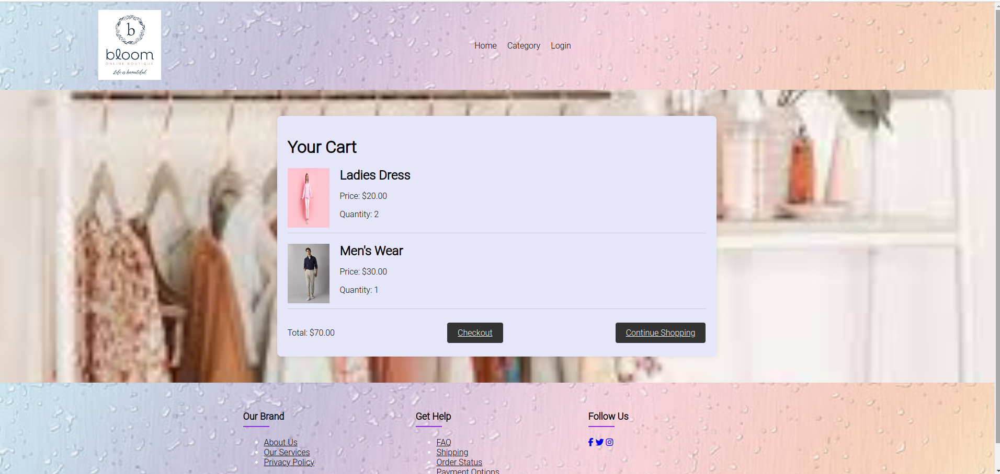 b
bloom
ONLINE BOUTIQUE
Life is beautiful
Home Category Login
Your Cart
Ladies Dress
Price: $20.00
Quantity: 2
Men's Wear
Price: $30.00
Quantity: 1
Total: $70.00 Checkout Continue Shopping
Our Brand
About Us
Our Services
Privacy Policy
Get Help
FAQ
Shipping
Order Status
Payment Options
Follow Us